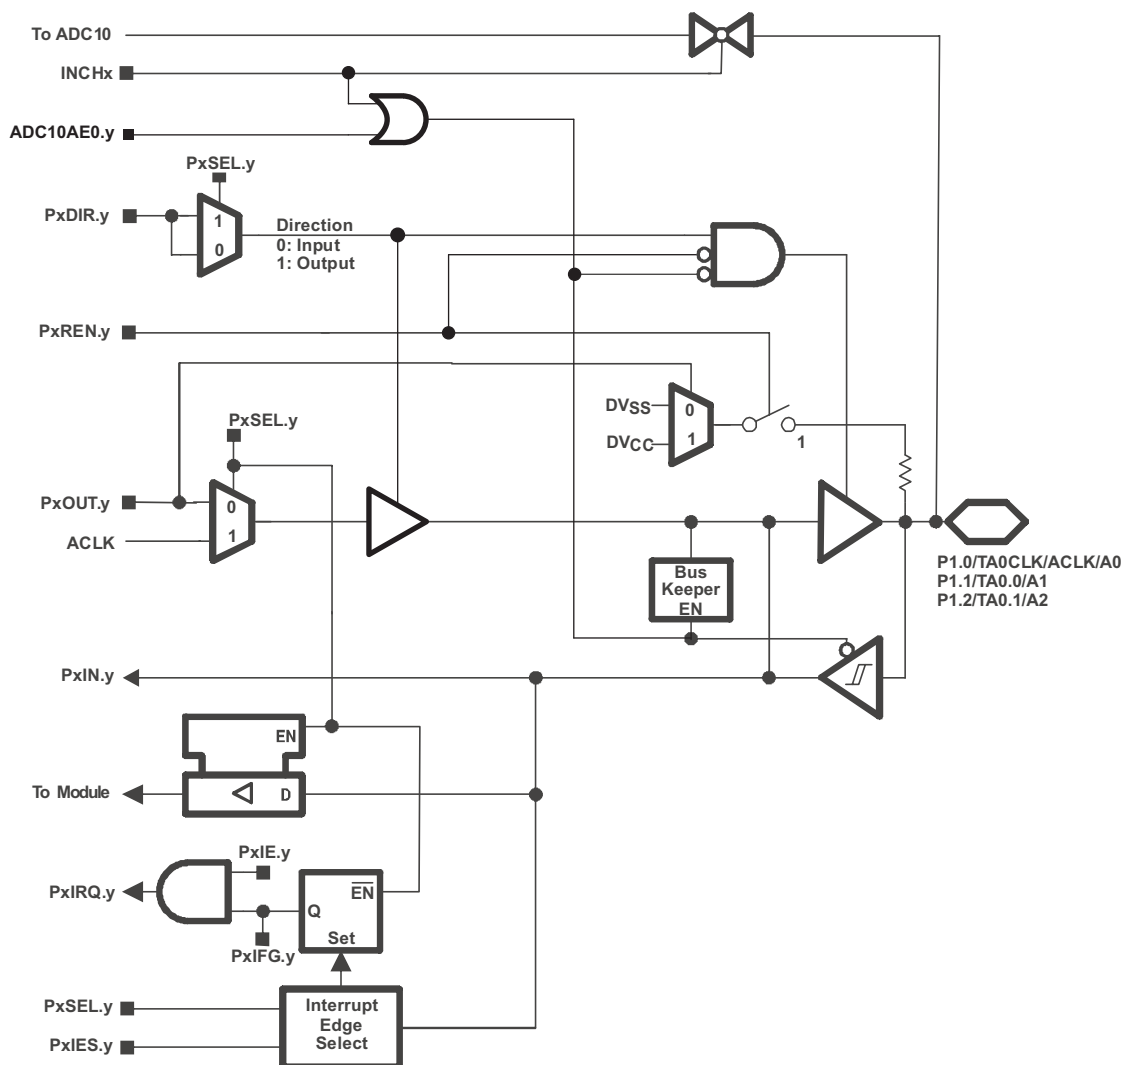 To ADC10
INCHx
ADC10AE0.y
PxSEL.y
PxDIR.y
1
0
Direction
0: Input
1: Output
PxREN.y
DVSS
0
DVCC
1
1
PxSEL.y
PxOUT.y
0
ACLK
1
P1.0/TA0CLK/ACLK/A0
P1.1/TA0.0/A1
P1.2/TA0.1/A2
Bus
Keeper
EN
PxIN.y
EN
To Module
D
PxIE.y
PxIRQ.y
EN
Q
Set
PxIFG.y
PxSEL.y
PxIES.y
Interrupt
Edge
Select